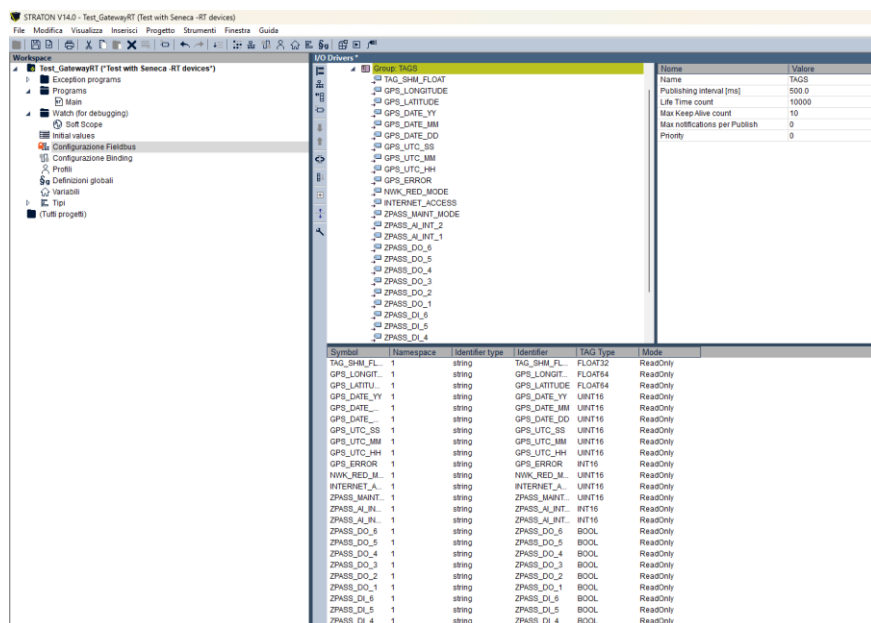 STRATON V14.0 - Test_GatewayRT (Test with Seneca -RT devices)
File Modifica Visualizza Inserisci Progetto Strumenti Finestra Guida
Workspace
Test_GatewayRT (*Test with Seneca -RT devices*)
Exception programs
Programs
Main
Watch (for debugging)
Soft Scope
Initial values
Configurazione Fieldbus
Configurazione Binding
Profili
Definizioni globali
Variabili
Tipi
(Tutti progetti)
I/O Drivers *
Group: TAGS
TAG_SHM_FLOAT
GPS_LONGITUDE
GPS_LATITUDE
GPS_DATE_YY
GPS_DATE_MM
GPS_DATE_DD
GPS_UTC_SS
GPS_UTC_MM
GPS_UTC_HH
GPS_ERROR
NWK_RED_MODE
INTERNET_ACCESS
ZPASS_MAINT_MODE
ZPASS_AI_INT_2
ZPASS_AI_INT_1
ZPASS_DO_6
ZPASS_DO_5
ZPASS_DO_4
ZPASS_DO_3
ZPASS_DO_2
ZPASS_DO_1
ZPASS_DI_6
ZPASS_DI_5
ZPASS_DI_4
Nome Valore
Name TAGS
Publishing interval [ms] 500.0
Life Time count 10000
Max Keep Alive count 10
Max notifications per Publish 0
Priority 0
Symbol Namespace Identifier type Identifier TAG Type Mode
TAG_SHM_FL... 1 string TAG_SHM_FL... FLOAT32 ReadOnly
GPS_LONGIT... 1 string GPS_LONGIT... FLOAT64 ReadOnly
GPS_LATITU... 1 string GPS_LATITUDE FLOAT64 ReadOnly
GPS_DATE_YY 1 string GPS_DATE_YY UINT16 ReadOnly
GPS_DATE_... 1 string GPS_DATE_MM UINT16 ReadOnly
GPS_DATE_... 1 string GPS_DATE_DD UINT16 ReadOnly
GPS_UTC_SS 1 string GPS_UTC_SS UINT16 ReadOnly
GPS_UTC_MM 1 string GPS_UTC_MM UINT16 ReadOnly
GPS_UTC_HH 1 string GPS_UTC_HH UINT16 ReadOnly
GPS_ERROR 1 string GPS_ERROR INT16 ReadOnly
NWK_RED_M... 1 string NWK_RED_M... UINT16 ReadOnly
INTERNET_A... 1 string INTERNET_A... UINT16 ReadOnly
ZPASS_MAINT... 1 string ZPASS_MAINT... UINT16 ReadOnly
ZPASS_AI_IN... 1 string ZPASS_AI_INT... INT16 ReadOnly
ZPASS_AI_IN... 1 string ZPASS_AI_INT... INT16 ReadOnly
ZPASS_DO_6 1 string ZPASS_DO_6 BOOL ReadOnly
ZPASS_DO_5 1 string ZPASS_DO_5 BOOL ReadOnly
ZPASS_DO_4 1 string ZPASS_DO_4 BOOL ReadOnly
ZPASS_DO_3 1 string ZPASS_DO_3 BOOL ReadOnly
ZPASS_DO_2 1 string ZPASS_DO_2 BOOL ReadOnly
ZPASS_DO_1 1 string ZPASS_DO_1 BOOL ReadOnly
ZPASS_DI_6 1 string ZPASS_DI_6 BOOL ReadOnly
ZPASS_DI_5 1 string ZPASS_DI_5 BOOL ReadOnly
ZPASS_DI_4 1 string ZPASS_DI_4 BOOL ReadOnly